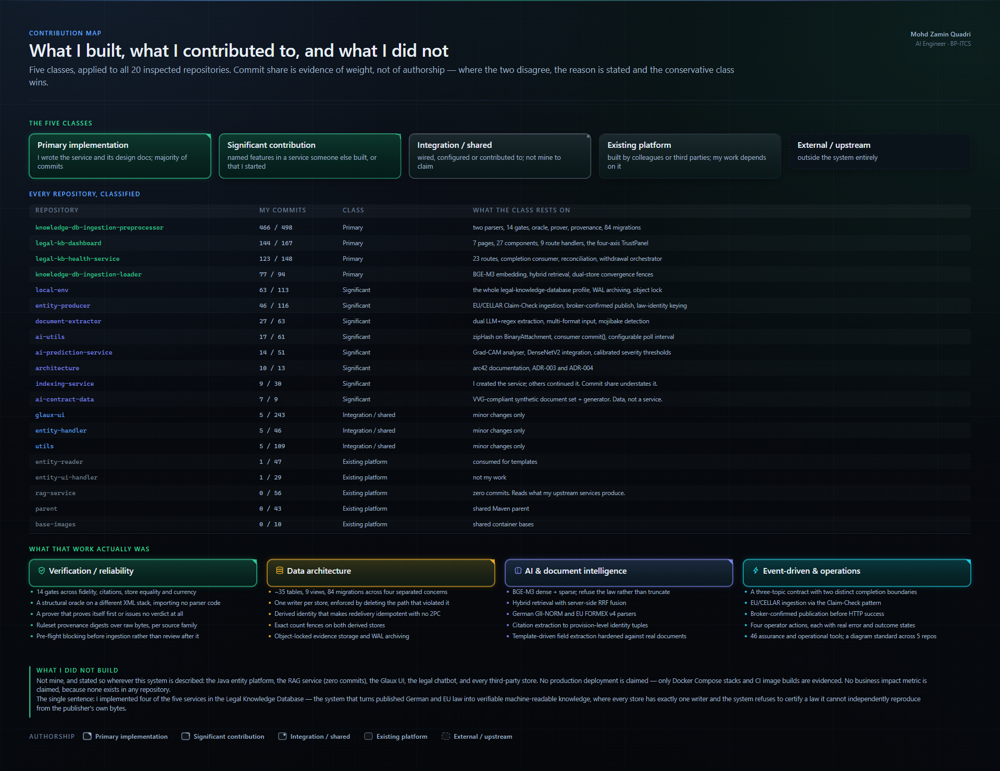 CONTRIBUTION MAP
What I built, what I contributed to, and what I did not
Five classes, applied to all 20 inspected repositories. Commit share is evidence of weight, not of authorship — where the two disagree, the reason is stated and the conservative class
wins.
Mohd Zamin Quadri
AI Engineer · BP-ITCS
THE FIVE CLASSES
Primary implementation
I wrote the service and its design docs; majority of
commits
Significant contribution
named features in a service someone else built, or
that I started
Integration / shared
wired, configured or contributed to; not mine to
claim
Existing platform
built by colleagues or third parties; my work depends
on it
External / upstream
outside the system entirely
EVERY REPOSITORY, CLASSIFIED
REPOSITORY MY COMMITS CLASS WHAT THE CLASS RESTS ON
knowledge-db-ingestion-preprocessor 466 / 498 Primary two parsers, 14 gates, oracle, prover, provenance, 84 migrations
legal-kb-dashboard 144 / 167 Primary 7 pages, 27 components, 9 route handlers, the four-axis TrustPanel
legal-kb-health-service 123 / 148 Primary 23 routes, completion consumer, reconciliation, withdrawal orchestrator
knowledge-db-ingestion-loader 77 / 94 Primary BGE-M3 embedding, hybrid retrieval, dual-store convergence fences
local-env 63 / 113 Significant the whole legal-knowledge-database profile, WAL archiving, object lock
entity-producer 46 / 116 Significant EU/CELLAR Claim-Check ingestion, broker-confirmed publish, law-identity keying
document-extractor 27 / 63 Significant dual LLM+regex extraction, multi-format input, mojibake detection
ai-utils 17 / 61 Significant zipHash on BinaryAttachment, consumer commit(), configurable poll interval
ai-prediction-service 14 / 51 Significant Grad-CAM analyser, DenseNetV2 integration, calibrated severity thresholds
architecture 10 / 13 Significant arc42 documentation, ADR-003 and ADR-004
indexing-service 9 / 30 Significant I created the service; others continued it. Commit share understates it.
ai-contract-data 7 / 9 Significant VVG-compliant synthetic document set + generator. Data, not a service.
glaux-ui 5 / 243 Integration / shared minor changes only
entity-handler 5 / 46 Integration / shared minor changes only
utils 5 / 109 Integration / shared minor changes only
entity-reader 1 / 47 Existing platform consumed for templates
entity-ui-handler 1 / 29 Existing platform not my work
rag-service 0 / 56 Existing platform zero commits. Reads what my upstream services produce.
parent 0 / 43 Existing platform shared Maven parent
base-images 0 / 10 Existing platform shared container bases
WHAT THAT WORK ACTUALLY WAS
Verification / reliability
• 14 gates across fidelity, citations, store equality and currency
• A structural oracle on a different XML stack, importing no parser code
• A prover that proves itself first or issues no verdict at all
• Ruleset provenance digests over raw bytes, per source family
• Pre-flight blocking before ingestion rather than review after it
Data architecture
• ~35 tables, 9 views, 84 migrations across four separated concerns
• One writer per store, enforced by deleting the path that violated it
• Derived identity that makes redelivery idempotent with no 2PC
• Exact count fences on both derived stores
• Object-locked evidence storage and WAL archiving
AI & document intelligence
• BGE-M3 dense + sparse; refuse the law rather than truncate
• Hybrid retrieval with server-side RRF fusion
• German GII-NORM and EU FORMEX v4 parsers
• Citation extraction to provision-level identity tuples
• Template-driven field extraction hardened against real documents
Event-driven & operations
• A three-topic contract with two distinct completion boundaries
• EU/CELLAR ingestion via the Claim-Check pattern
• Broker-confirmed publication before HTTP success
• Four operator actions, each with real error and outcome states
• 46 assurance and operational tools; a diagram standard across 5 repos
WHAT I DID NOT BUILD
Not mine, and stated so wherever this system is described: the Java entity platform, the RAG service (zero commits), the Glaux UI, the legal chatbot, and every third-party store. No production deployment is claimed — only Docker Compose stacks and CI image builds are evidenced. No business impact metric is
claimed, because none exists in any repository.
The single sentence: I implemented four of the five services in the Legal Knowledge Database — the system that turns published German and EU law into verifiable machine-readable knowledge, where every store has exactly one writer and the system refuses to certify a law it cannot independently reproduce
from the publisher's own bytes.
AUTHORSHIP Primary implementation Significant contribution Integration / shared Existing platform External / upstream